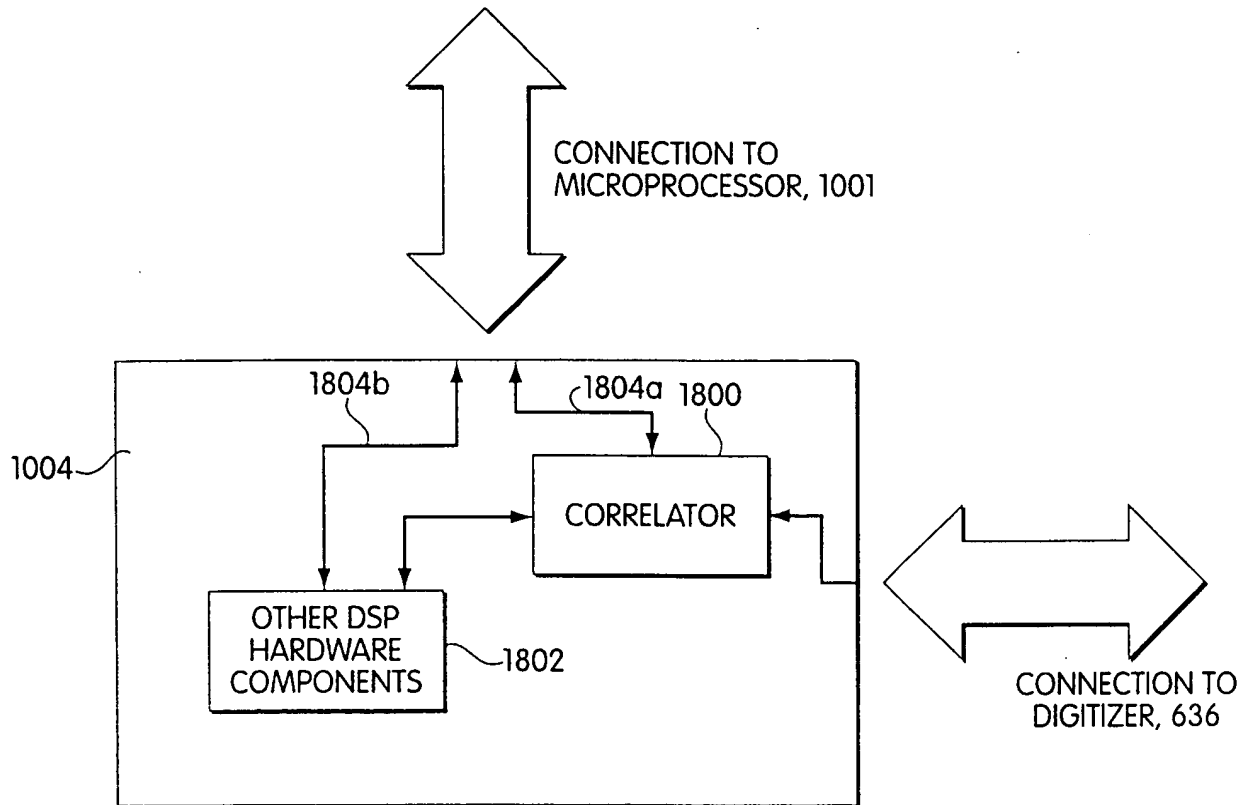 CONNECTION TO
MICROPROCESSOR, 1001
1804b
1804a
1800
1004
CORRELATOR
OTHER DSP
HARDWARE
COMPONENTS
1802
CONNECTION TO
DIGITIZER, 636